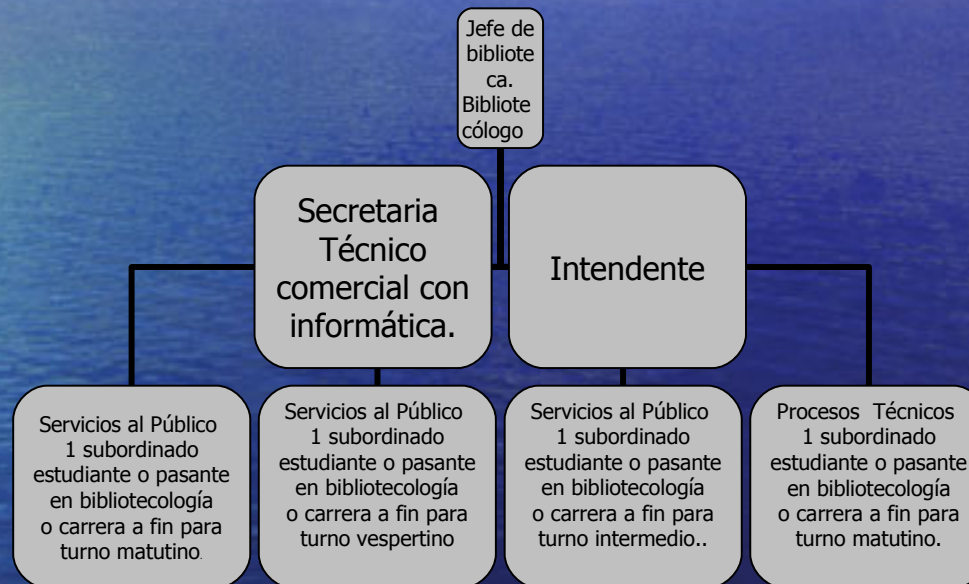 Jefe de
bibliote
ca.
Bibliote
cólogo
Secretaria
Técnico
comercial con
informática.
Intendente
Servicios al Público
1 subordinado
estudiante o pasante
en bibliotecología
o carrera a fin para
turno matutino.
Servicios al Público
1 subordinado
estudiante o pasante
en bibliotecología
o carrera a fin para
turno vespertino
Servicios al Público
1 subordinado
estudiante o pasante
en bibliotecología
o carrera a fin para
turno intermedio..
Procesos Técnicos
1 subordinado
estudiante o pasante
en bibliotecología
o carrera a fin para
turno matutino.